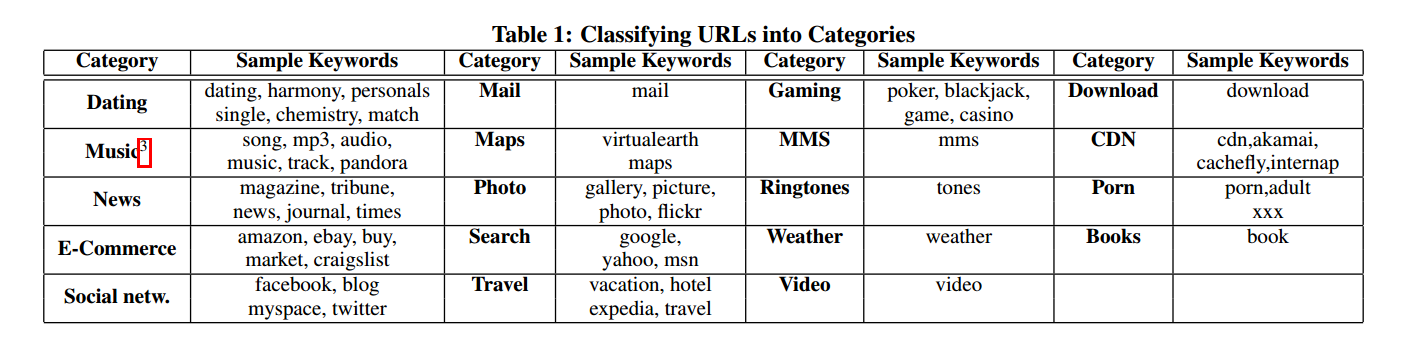 Table 1: Classifying URLs into Categories
Category Sample Keywords Category Sample Keywords Category Sample Keywords Category Sample Keywords
Dating dating, harmony, personals single, chemistry, match Mail mail Gaming poker, blackjack, game, casino Download download
Music3 song, mp3, audio, music, track, pandora Maps virtualearth maps MMS mms CDN cdn,akamai, cachefly,internap
News magazine, tribune, news, journal, times Photo gallery, picture, photo, flickr Ringtones tones Porn porn,adult xxx
E-Commerce amazon, ebay, buy, market, craigslist Search google, yahoo, msn Weather weather Books book
Social netw. facebook, blog myspace, twitter Travel vacation, hotel expedia, travel Video video